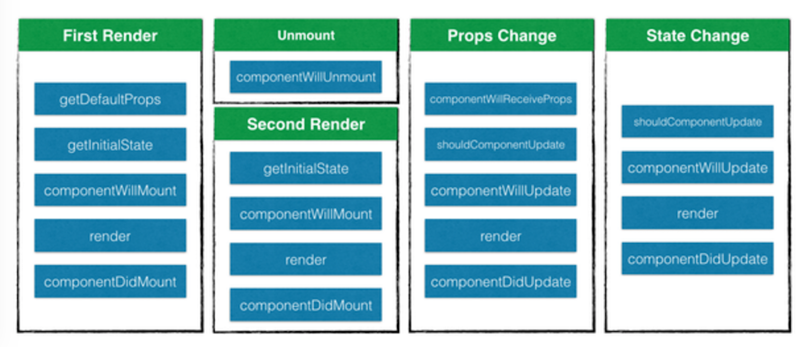 First Render
getDefaultProps
getInitialState
componentWillMount
render
componentDidMount
Unmount
componentWillUnmount
Second Render
getInitialState
componentWillMount
render
componentDidMount
Props Change
componentWillReceiveProps
shouldComponentUpdate
componentWillUpdate
render
componentDidUpdate
State Change
shouldComponentUpdate
componentWillUpdate
render
componentDidUpdate